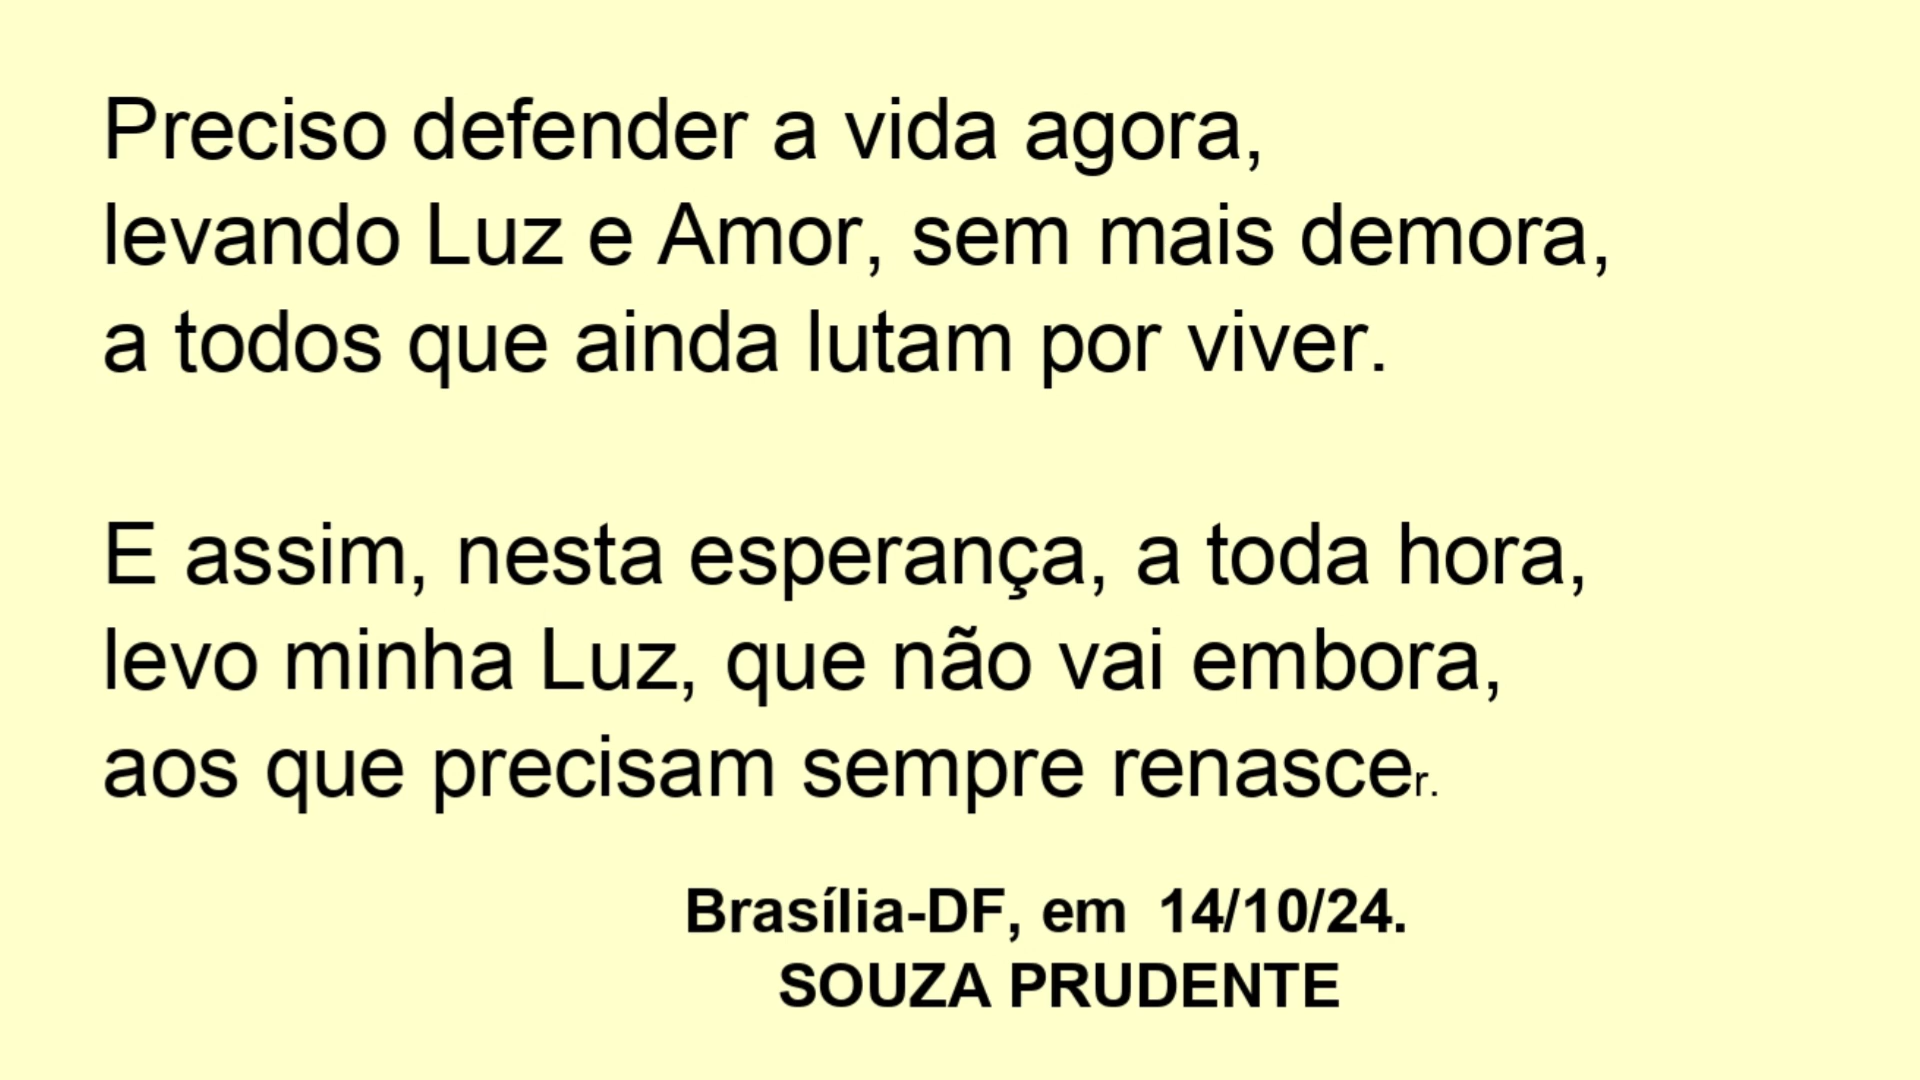 Preciso defender a vida agora,
levando Luz e Amor, sem mais demora,
a todos que ainda lutam por viver.
E assim, nesta esperança, a toda hora,
levo minha Luz, que não vai embora,
aos que precisam sempre renascer.
Brasília-DF, em  14/10/24.
SOUZA PRUDENTE